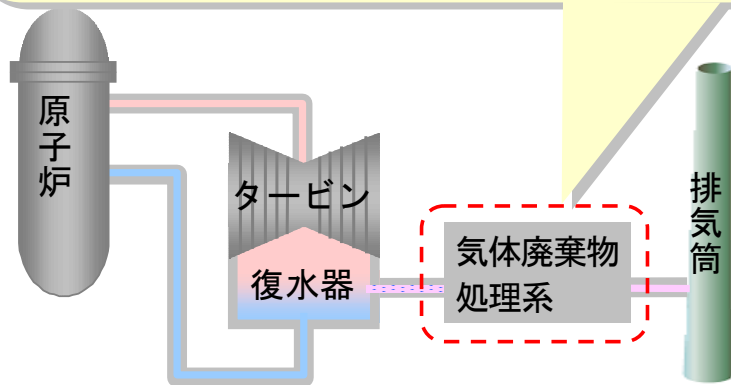 原子炉
タービン
復水器
気体廃棄物
処理系
排気筒